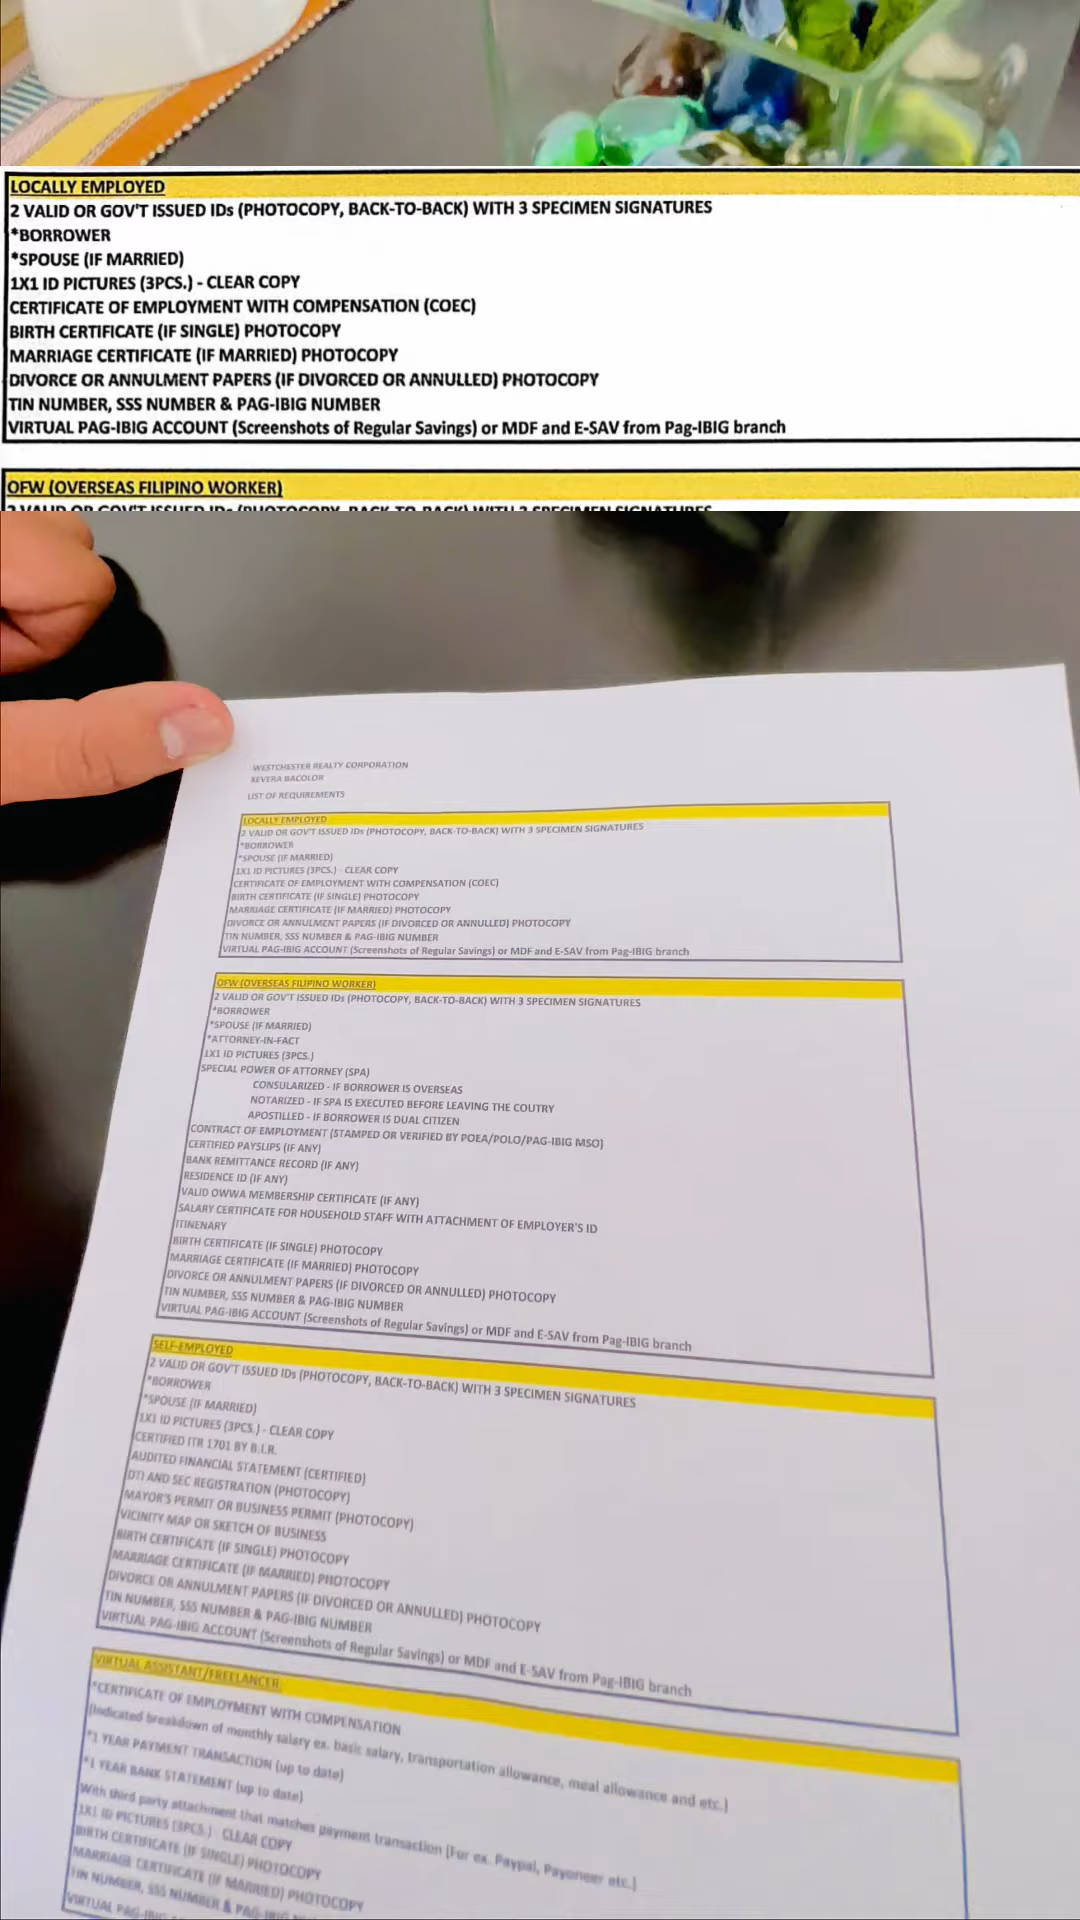 LOCALLY EMPLOYED
2 VALID OR GOV'T ISSUED IDs (PHOTOCOPY, BACK-TO-BACK) WITH 3 SPECIMEN SIGNATURES
*BORROWER
*SPOUSE (IF MARRIED)
1X1 ID PICTURES (3PCS.) - CLEAR COPY
CERTIFICATE OF EMPLOYMENT WITH COMPENSATION (COEC)
BIRTH CERTIFICATE (IF SINGLE) PHOTOCOPY
MARRIAGE CERTIFICATE (IF MARRIED) PHOTOCOPY
DIVORCE OR ANNULMENT PAPERS (IF DIVORCED OR ANNULLED) PHOTOCOPY
TIN NUMBER, SSS NUMBER & PAG-IBIG NUMBER
VIRTUAL PAG-IBIG ACCOUNT (Screenshots of Regular Savings) or MDF and E-SAV from Pag-IBIG branch
OFW (OVERSEAS FILIPINO WORKER)
2 VALID OR GOV'T ISSUED IDs (PHOTOCOPY, BACK-TO-BACK) WITH 3 SPECIMEN SIGNATURES
WESTCHESTER REALTY CORPORATION
XEVERA BACOLOR
LIST OF REQUIREMENTS
LOCALLY EMPLOYED
2 VALID OR GOV'T ISSUED IDs (PHOTOCOPY, BACK-TO-BACK) WITH 3 SPECIMEN SIGNATURES
*BORROWER
*SPOUSE (IF MARRIED)
1X1 ID PICTURES (3PCS.) - CLEAR COPY
CERTIFICATE OF EMPLOYMENT WITH COMPENSATION (COEC)
BIRTH CERTIFICATE (IF SINGLE) PHOTOCOPY
MARRIAGE CERTIFICATE (IF MARRIED) PHOTOCOPY
DIVORCE OR ANNULMENT PAPERS (IF DIVORCED OR ANNULLED) PHOTOCOPY
TIN NUMBER, SSS NUMBER & PAG-IBIG NUMBER
VIRTUAL PAG-IBIG ACCOUNT (Screenshots of Regular Savings) or MDF and E-SAV from Pag-IBIG branch
OFW (OVERSEAS FILIPINO WORKER)
2 VALID OR GOV'T ISSUED IDs (PHOTOCOPY, BACK-TO-BACK) WITH 3 SPECIMEN SIGNATURES
*BORROWER
*SPOUSE (IF MARRIED)
*ATTORNEY-IN-FACT
1X1 ID PICTURES (3PCS.)
SPECIAL POWER OF ATTORNEY (SPA)
CONSULARIZED - IF BORROWER IS OVERSEAS
NOTARIZED - IF SPA IS EXECUTED BEFORE LEAVING THE COUTRY
APOSTILLED - IF BORROWER IS DUAL CITIZEN
CONTRACT OF EMPLOYMENT (STAMPED OR VERIFIED BY POEA/POLO/PAG-IBIG MSO)
CERTIFIED PAYSLIPS (IF ANY)
BANK REMITTANCE RECORD (IF ANY)
RESIDENCE ID (IF ANY)
VALID OWWA MEMBERSHIP CERTIFICATE (IF ANY)
SALARY CERTIFICATE FOR HOUSEHOLD STAFF WITH ATTACHMENT OF EMPLOYER'S ID
ITINENARY
BIRTH CERTIFICATE (IF SINGLE) PHOTOCOPY
MARRIAGE CERTIFICATE (IF MARRIED) PHOTOCOPY
DIVORCE OR ANNULMENT PAPERS (IF DIVORCED OR ANNULLED) PHOTOCOPY
TIN NUMBER, SSS NUMBER & PAG-IBIG NUMBER
VIRTUAL PAG-IBIG ACCOUNT (Screenshots of Regular Savings) or MDF and E-SAV from Pag-IBIG branch
SELF-EMPLOYED
2 VALID OR GOV'T ISSUED IDs (PHOTOCOPY, BACK-TO-BACK) WITH 3 SPECIMEN SIGNATURES
*BORROWER
*SPOUSE (IF MARRIED)
1X1 ID PICTURES (3PCS.) - CLEAR COPY
CERTIFIED ITR 1701 BY B.I.R.
AUDITED FINANCIAL STATEMENT (CERTIFIED)
DTI AND SEC REGISTRATION (PHOTOCOPY)
MAYOR'S PERMIT OR BUSINESS PERMIT (PHOTOCOPY)
VICINITY MAP OR SKETCH OF BUSINESS
BIRTH CERTIFICATE (IF SINGLE) PHOTOCOPY
MARRIAGE CERTIFICATE (IF MARRIED) PHOTOCOPY
DIVORCE OR ANNULMENT PAPERS (IF DIVORCED OR ANNULLED) PHOTOCOPY
TIN NUMBER, SSS NUMBER & PAG-IBIG NUMBER
VIRTUAL PAG-IBIG ACCOUNT (Screenshots of Regular Savings) or MDF and E-SAV from Pag-IBIG branch
VIRTUAL ASSISTANT/FREELANCER:
*CERTIFICATE OF EMPLOYMENT WITH COMPENSATION
(Indicated breakdown of monthly salary ex. basic salary, transportation allowance, meal allowance and etc.)
*1 YEAR PAYMENT TRANSACTION (up to date)
*1 YEAR BANK STATEMENT (up to date)
With third party attachment that matches payment transaction (For ex. Paypal, Payoneer etc.)
1X1 ID PICTURES (3PCS.) - CLEAR COPY
BIRTH CERTIFICATE (IF SINGLE) PHOTOCOPY
MARRIAGE CERTIFICATE (IF MARRIED) PHOTOCOPY
TIN NUMBER, SSS NUMBER & PAG-IBIG NUMBER
VIRTUAL PAG-IBIG